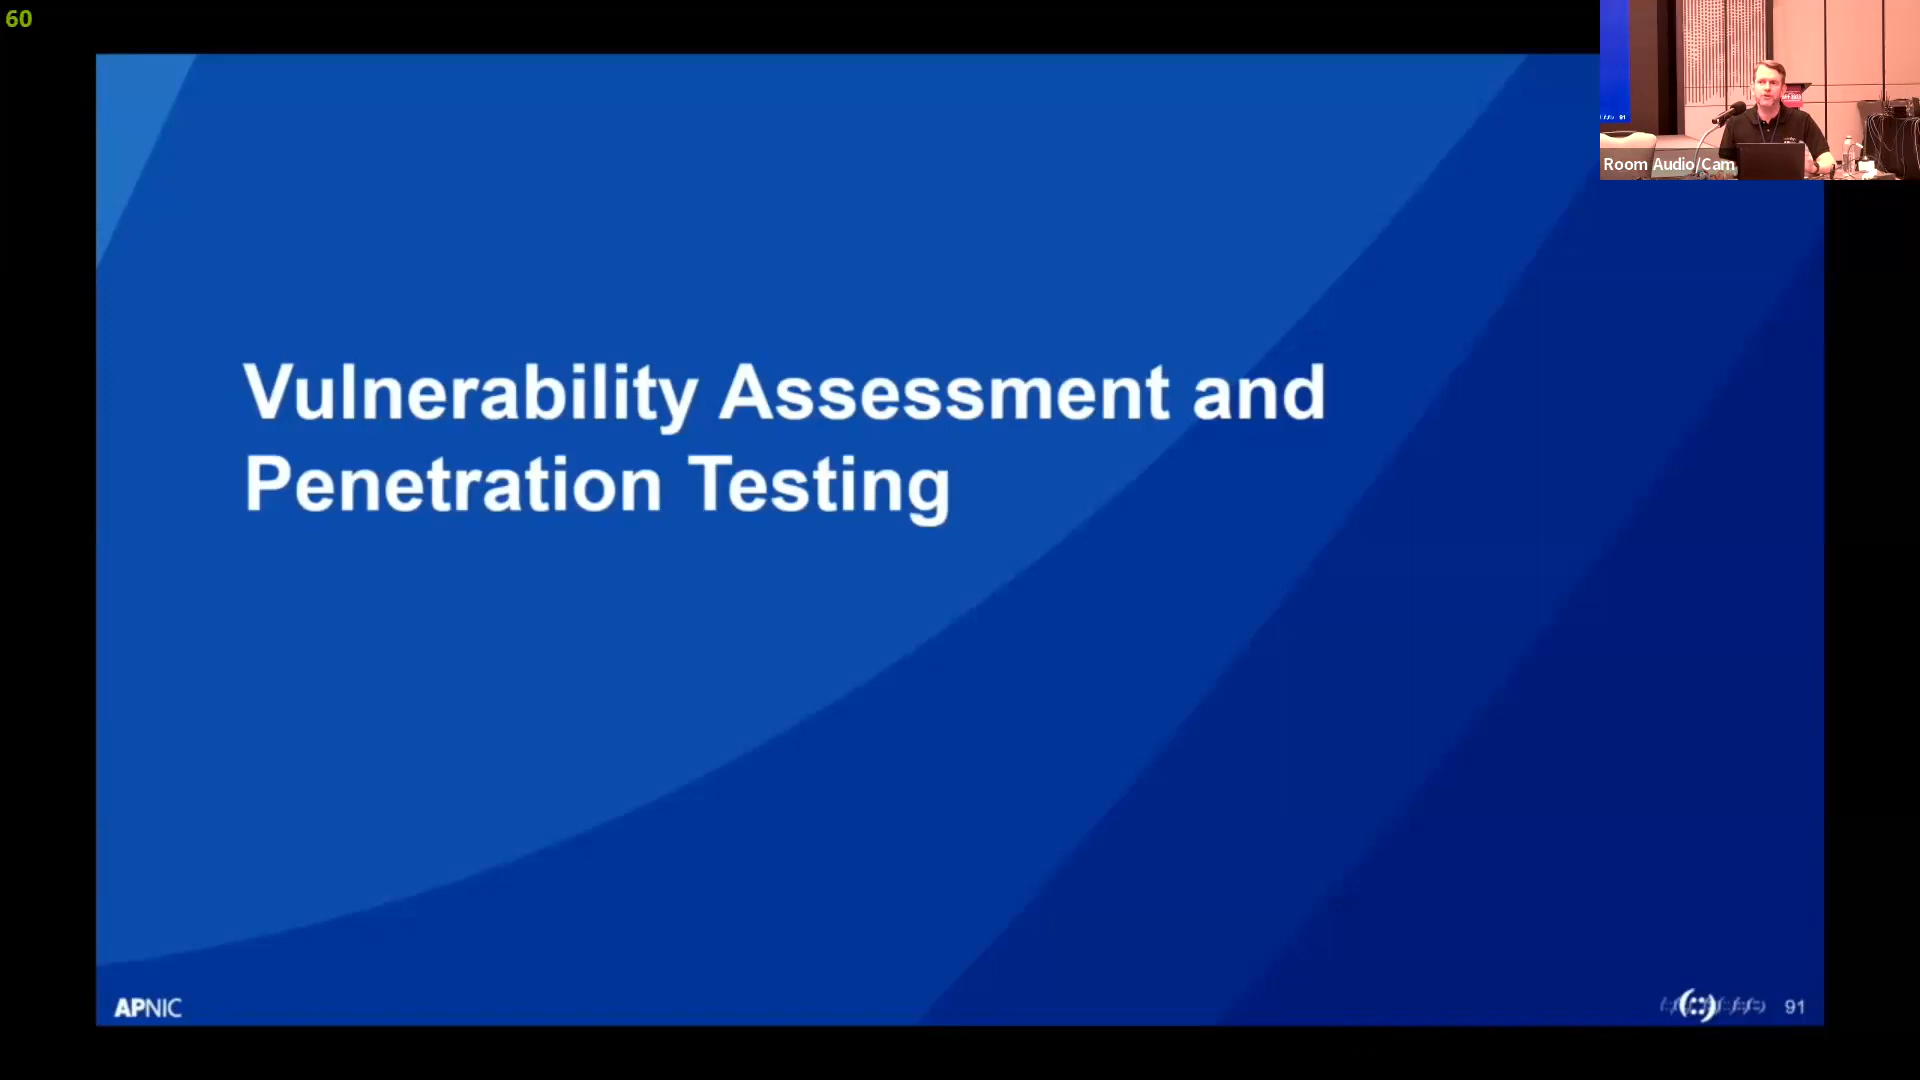 60
Room Audio/Cam
Vulnerability Assessment and
Penetration Testing
APNIC
91